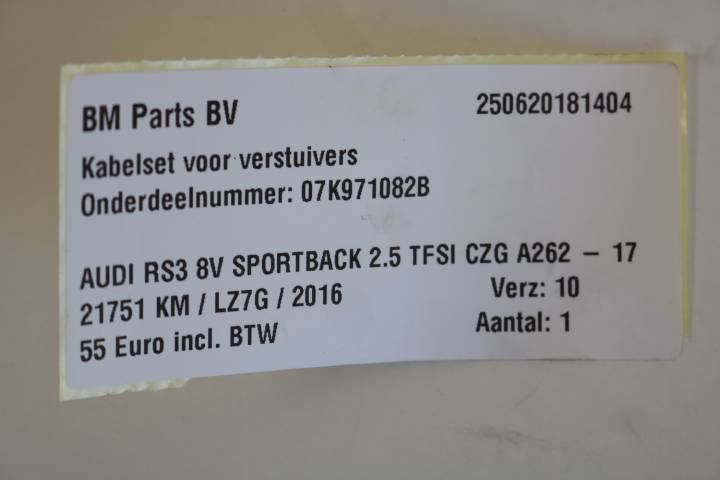 BM Parts BV 250620181404
Kabelset voor verstuivers
Onderdeelnummer: 07K971082B
AUDI RS3 8V SPORTBACK 2.5 TFSI CZG A262 – 17
21751 KM / LZ7G / 2016 Verz: 10
55 Euro incl. BTW Aantal: 1